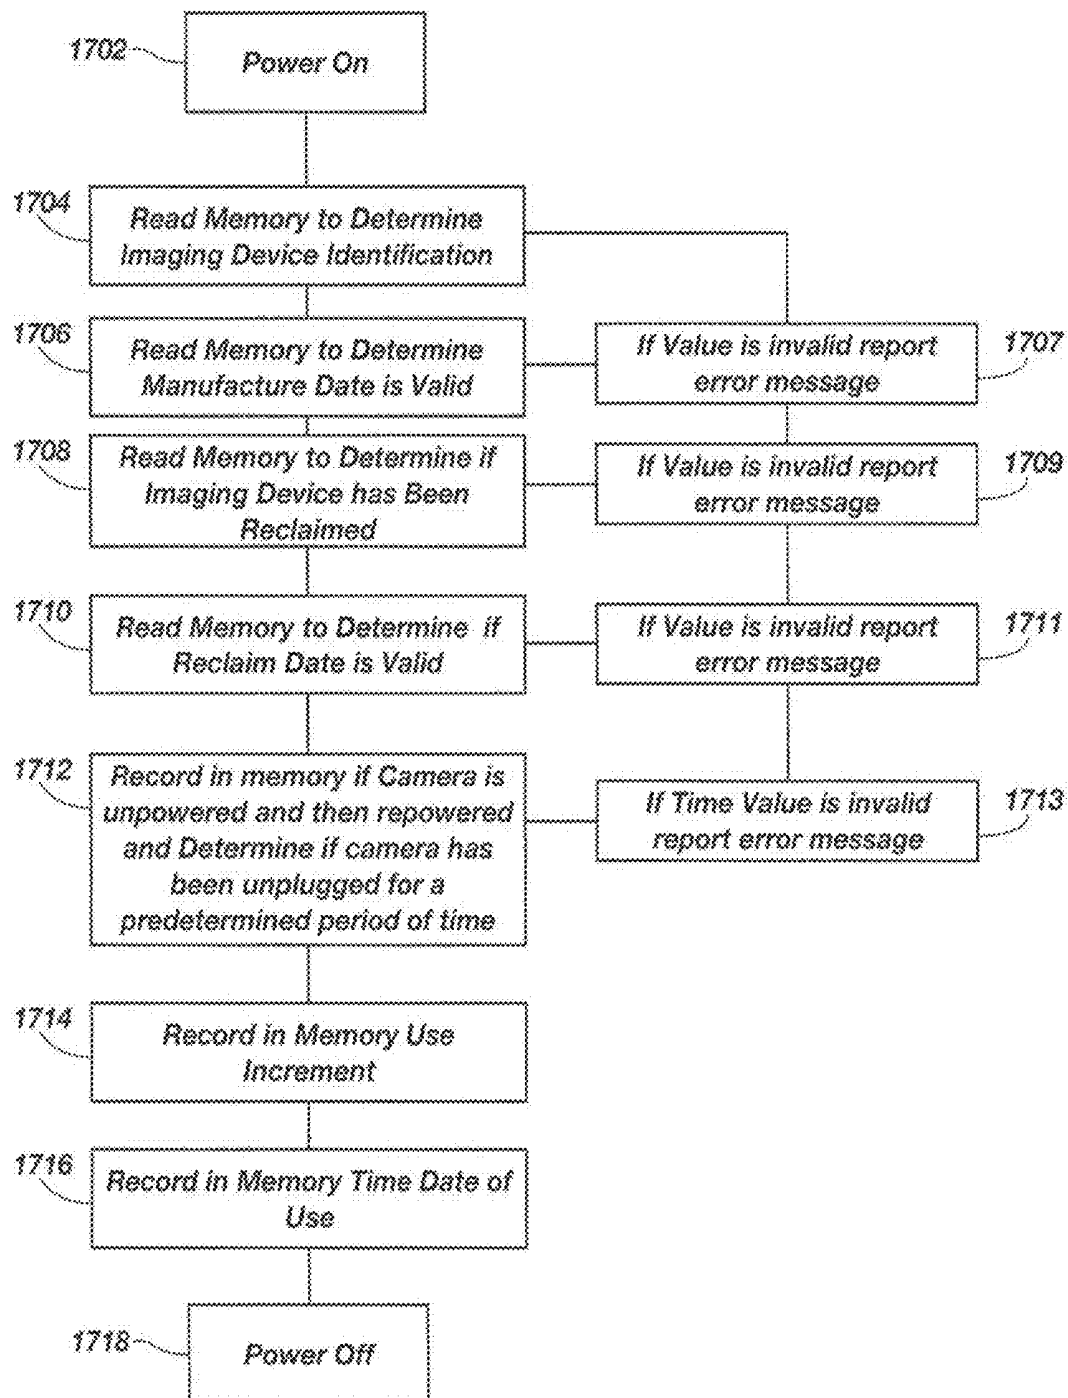 1702
Power On
1704
Read Memory to Determine
Imaging Device Identification
1706
Read Memory to Determine
Manufacture Date is Valid
If Value is invalid report
error message
1707
1708
Read Memory to Determine if
Imaging Device has Been
Reclaimed
If Value is invalid report
error message
1709
1710
Read Memory to Determine if
Reclaim Date is Valid
If Value is invalid report
error message
1711
1712
Record in memory if Camera is
unpowered and then repowered
and Determine if camera has
been unplugged for a
predetermined period of time
If Time Value is invalid
report error message
1713
1714
Record in Memory Use
Increment
1716
Record in Memory Time Date of
Use
1718
Power Off